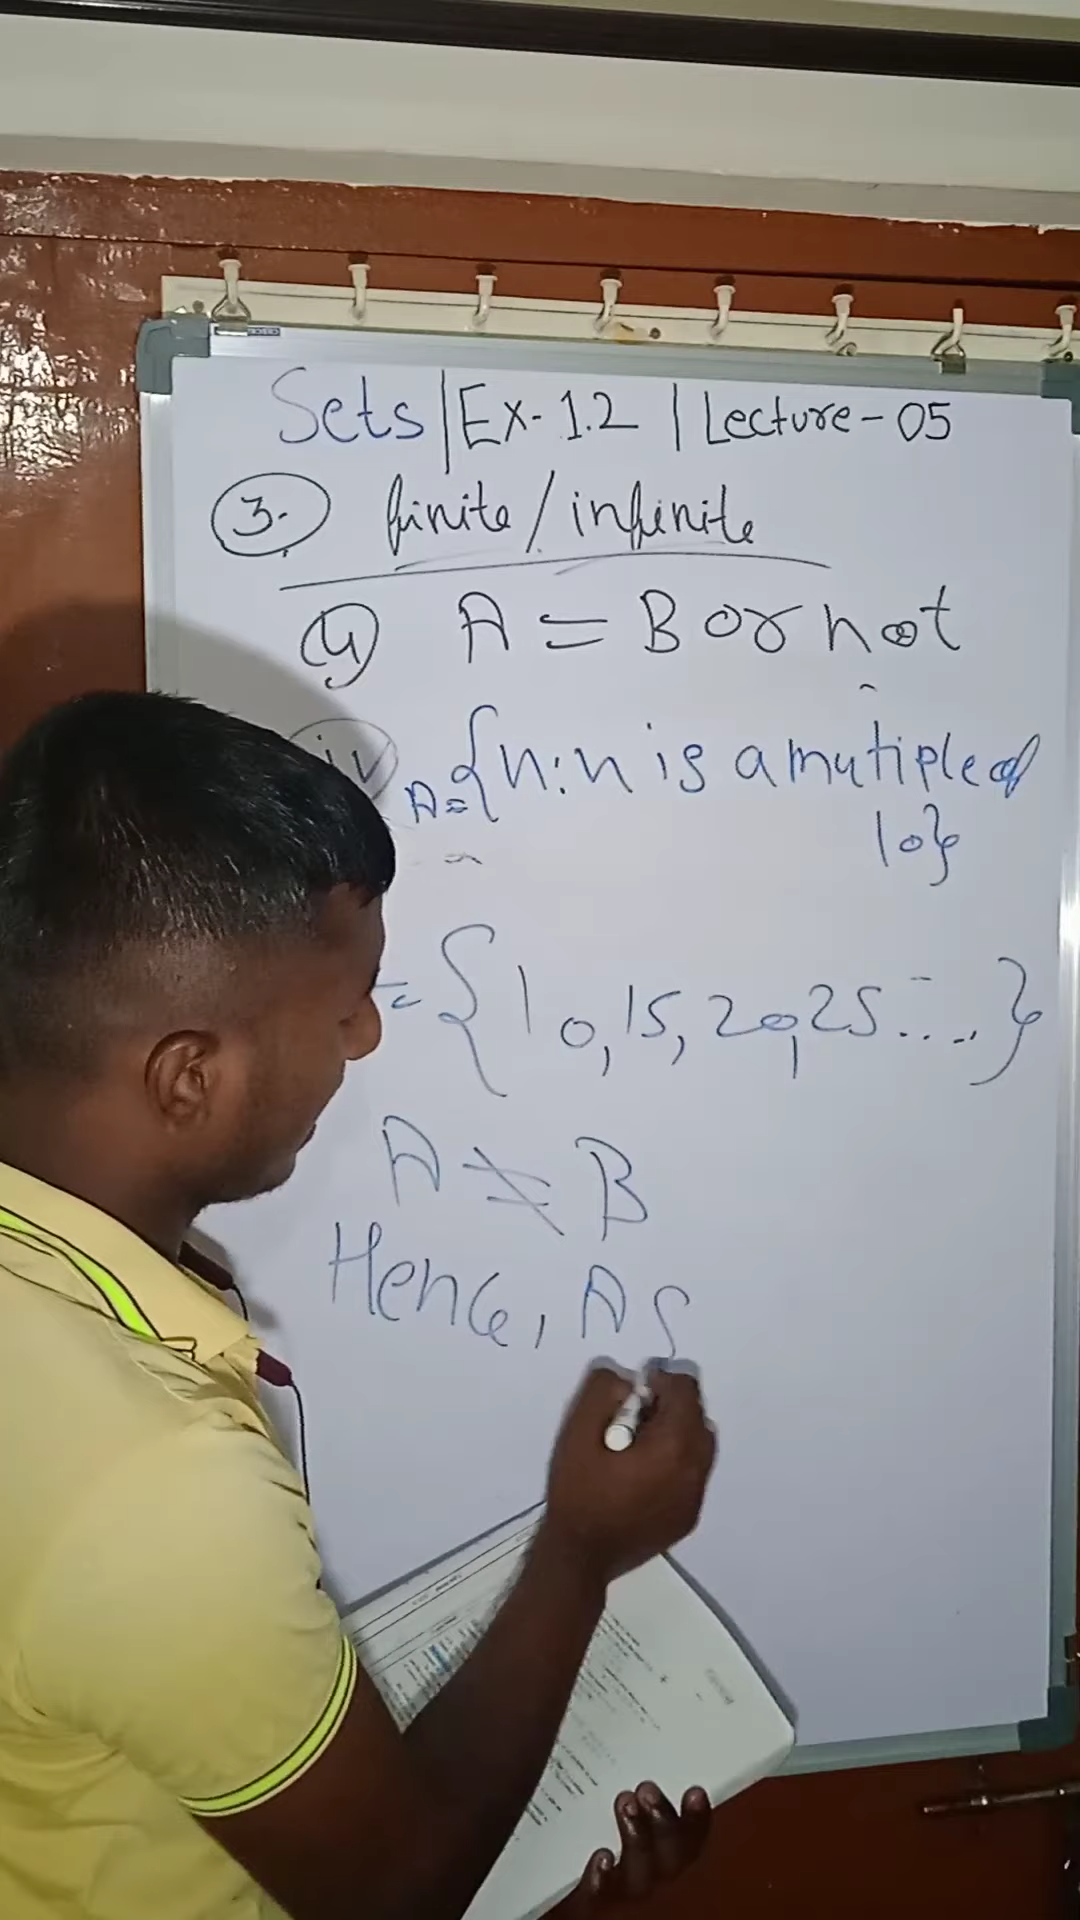 Sets | Ex- 1.2 | Lecture - 05
3. finite / infinite
4 A = B or not
iv A = {n : n is a mutiple of
10}
= {10, 15, 20, 25 ....}
A ≠ B
Hence, A